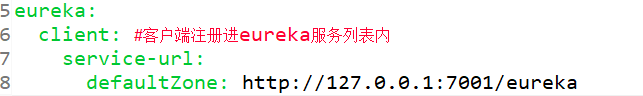 5 eureka:
6   client: #客户端注册进eureka服务列表内
7     service-url:
8       defaultZone: http://127.0.0.1:7001/eureka